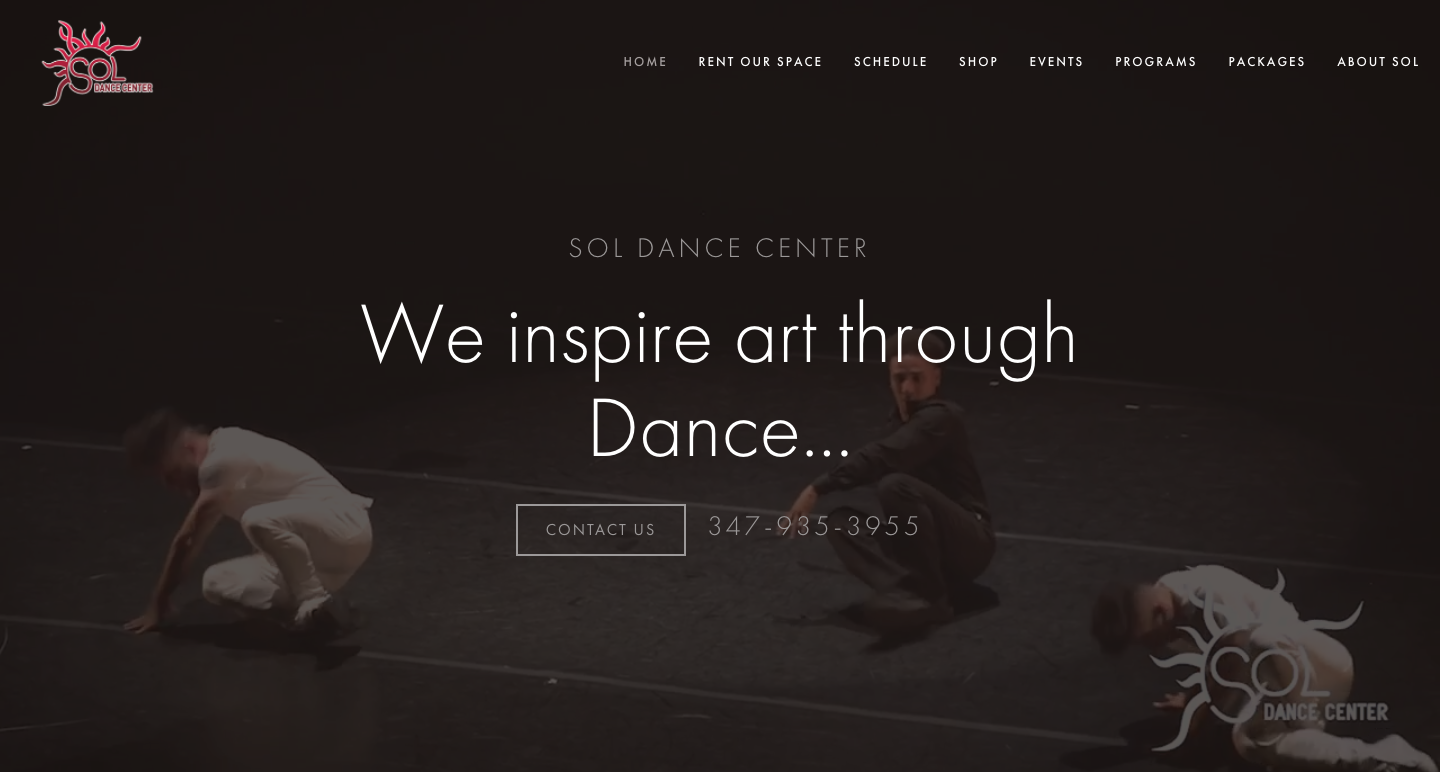 SOL
DANCE CENTER
HOME RENT OUR SPACE SCHEDULE SHOP EVENTS PROGRAMS PACKAGES ABOUT SOL
SOL DANCE CENTER
We inspire art through
Dance...
CONTACT US 347-935-3955
SOL
DANCE CENTER